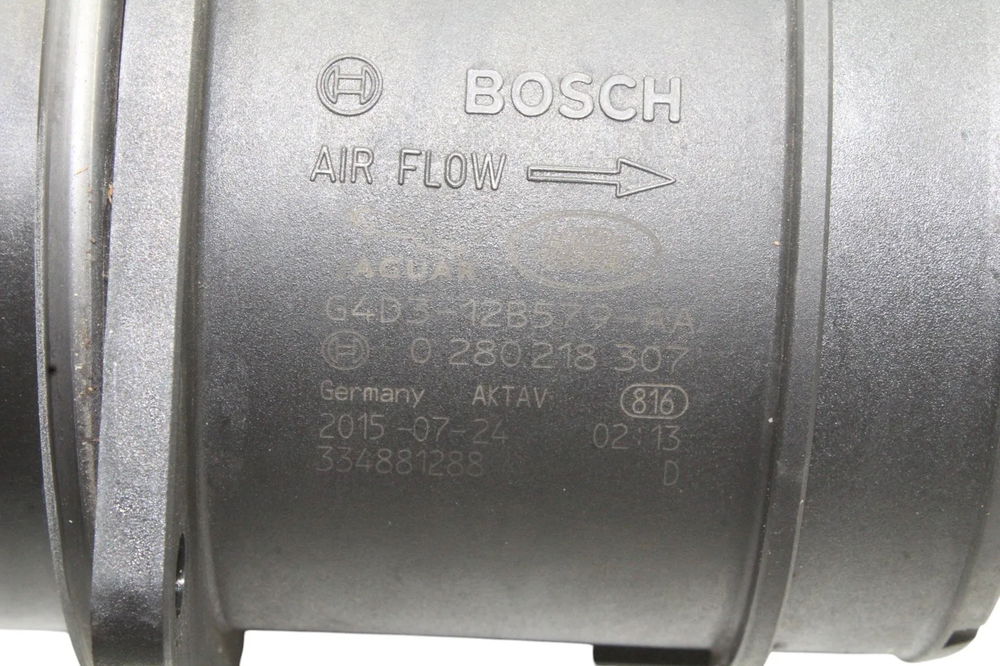 BOSCH
AIR FLOW
JAGUAR
G4D3-12B579-AA
0 280 218 307
Germany AKTAV 816
2015-07-24 02:13
334881288 D